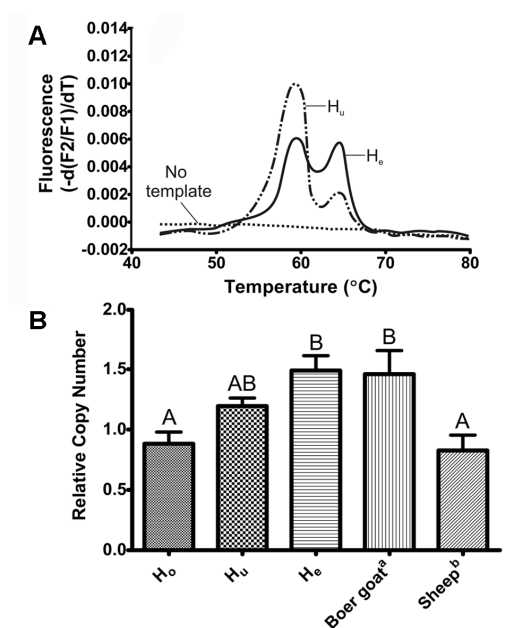 A
Fluorescence
(-d(F2/F1)/dT)
0.014
0.012
0.010
0.008
0.006
0.004
0.002
0.000
-0.002
No
template
Hu
He
40 50 60 70 80
Temperature (°C)
B
Relative Copy Number
2.0
1.5
1.0
0.5
0.0
A AB B B A
Ho Hu He Boer goat^a Sheep^b